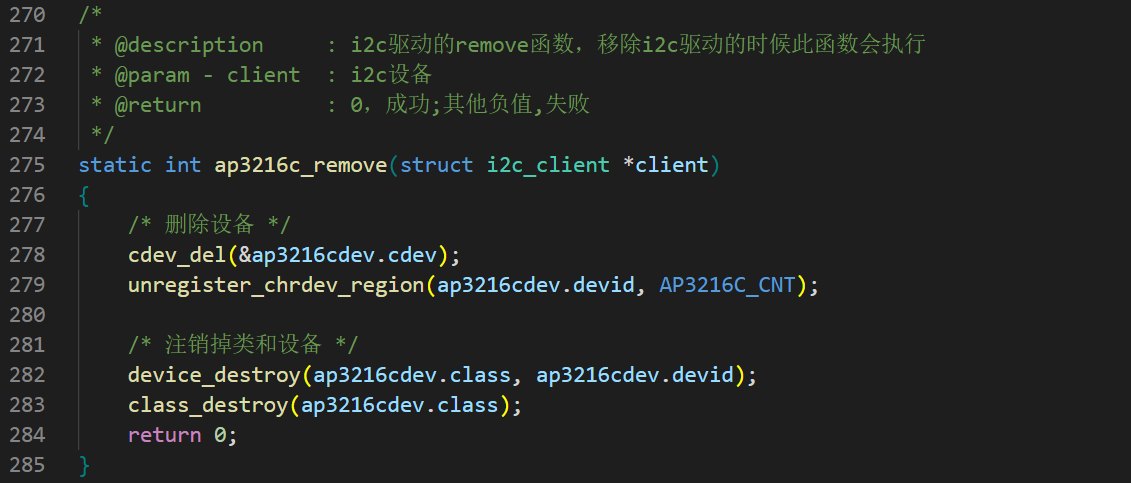 270 /*
271  * @description     : i2c驱动的remove函数，移除i2c驱动的时候此函数会执行
272  * @param - client  : i2c设备
273  * @return          : 0，成功;其他负值,失败
274  */
275 static int ap3216c_remove(struct i2c_client *client)
276 {
277     /* 删除设备 */
278     cdev_del(&ap3216cdev.cdev);
279     unregister_chrdev_region(ap3216cdev.devid, AP3216C_CNT);
280
281     /* 注销掉类和设备 */
282     device_destroy(ap3216cdev.class, ap3216cdev.devid);
283     class_destroy(ap3216cdev.class);
284     return 0;
285 }